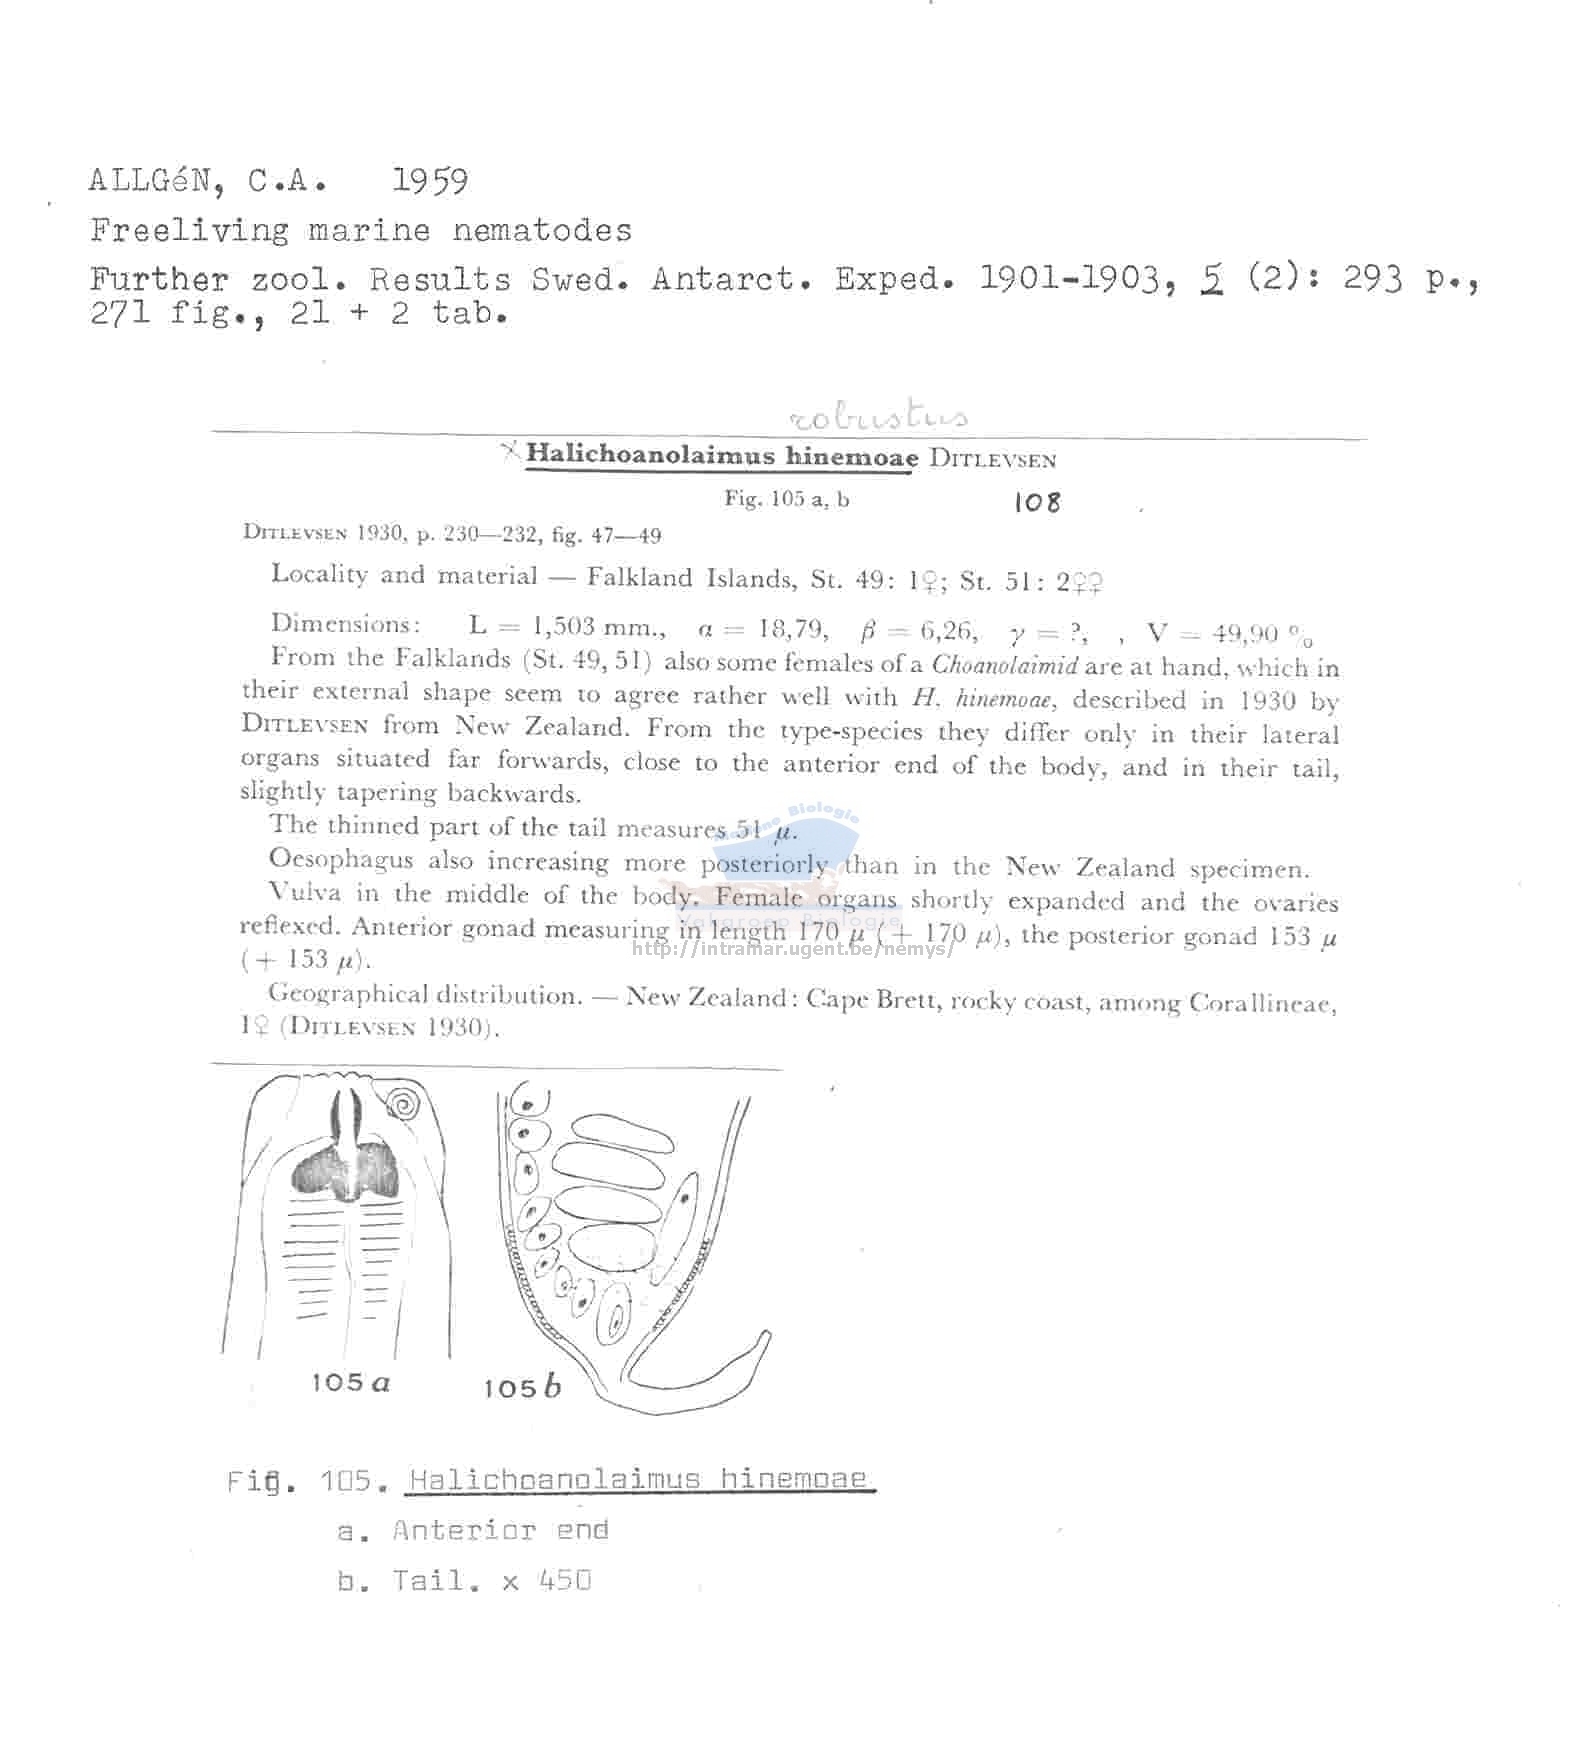 ALLGéN, C.A. 1959
Freeliving marine nematodes
Further zool. Results Swed. Antarct. Exped. 1901-1903, 5 (2): 293 p.,
271 fig., 21 + 2 tab.
robustus
Halichoanolaimus hinemoae DITLEVSEN
Fig. 105 a, b 108
DITLEVSEN 1930, p. 230—232, fig. 47—49
Locality and material — Falkland Islands, St. 49: 1♀; St. 51: 2♀♀
Dimensions: L = 1,503 mm., α = 18,79, β = 6,26, γ = ?, , V = 49,90 %
From the Falklands (St. 49, 51) also some females of a Choanolaimid are at hand, which in
their external shape seem to agree rather well with H. hinemoae, described in 1930 by
DITLEVSEN from New Zealand. From the type-species they differ only in their lateral
organs situated far forwards, close to the anterior end of the body, and in their tail,
slightly tapering backwards.
The thinned part of the tail measures 51 μ.
Oesophagus also increasing more posteriorly than in the New Zealand specimen.
Vulva in the middle of the body. Female organs shortly expanded and the ovaries
reflexed. Anterior gonad measuring in length 170 μ (+ 170 μ), the posterior gonad 153 μ
(+ 153 μ).
Geographical distribution. — New Zealand: Cape Brett, rocky coast, among Corallineae,
1♀ (DITLEVSEN 1930).
Mariene Biologie
Vakgroep Biologie
http://intramar.ugent.be/nemys/
105 a 105 b
Fig. 105. Halichoanolaimus hinemoae
a. Anterior end
b. Tail. x 450